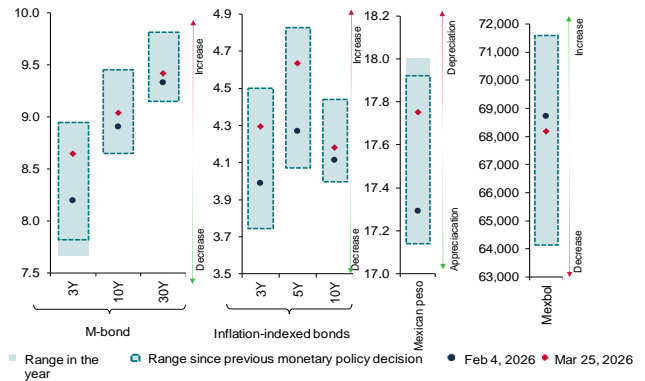 10.0
9.5
9.0
8.5
8.0
7.5
Increase
Decrease
3Y
10Y
30Y
M-bond
4.9
4.7
4.5
4.3
4.1
3.9
3.7
3.5
Increase
Decrease
3Y
5Y
10Y
Inflation-indexed bonds
18.2
18.0
17.8
17.6
17.4
17.2
17.0
Depreciation
Appreciacation
Mexican peso
72,000
71,000
70,000
69,000
68,000
67,000
66,000
65,000
64,000
63,000
Increase
Decrease
Mexbol
Range in the
year
Range since previous monetary policy decision
Feb 4, 2026
Mar 25, 2026